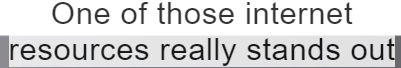 One of those internet
resources really stands out